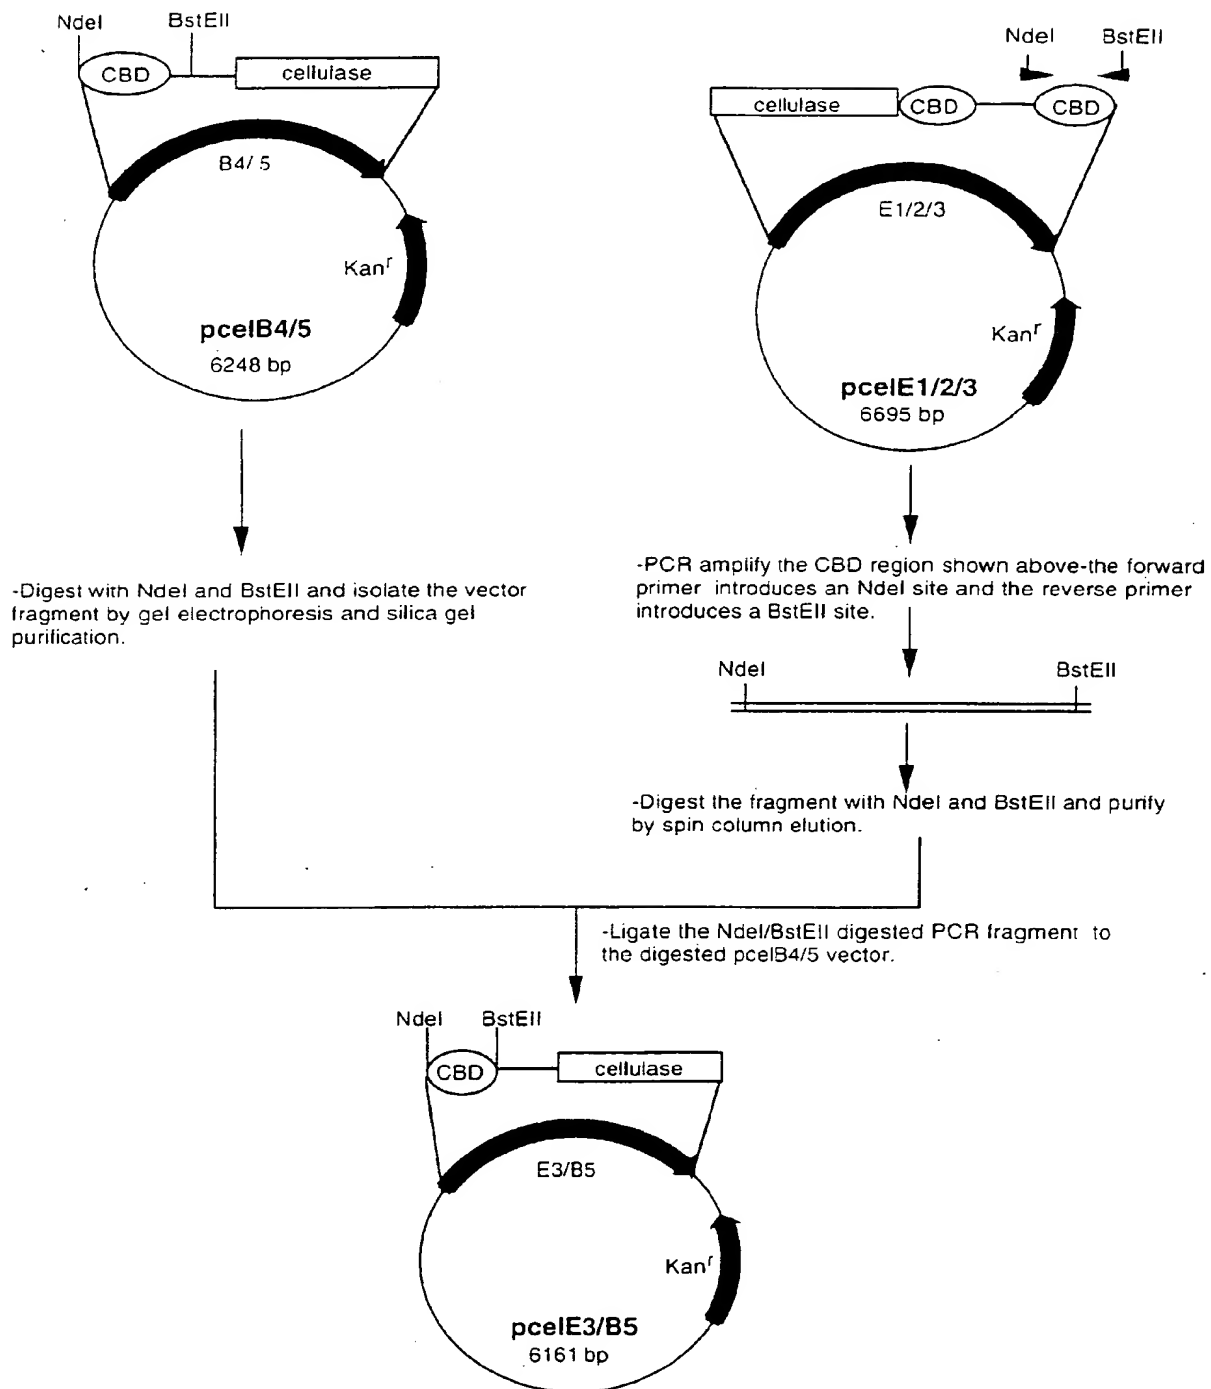 NdeI
BstEII
CBD
cellulase
B4/ 5
Kanr
pcelB4/5
6248 bp
NdeI
BstEII
cellulase
CBD
CBD
E1/2/3
Kanr
pcelE1/2/3
6695 bp
-Digest with NdeI and BstEII and isolate the vector
fragment by gel electrophoresis and silica gel
purification.
-PCR amplify the CBD region shown above-the forward
primer introduces an NdeI site and the reverse primer
introduces a BstEII site.
NdeI
BstEII
-Digest the fragment with NdeI and BstEII and purify
by spin column elution.
-Ligate the NdeI/BstEII digested PCR fragment to
the digested pcelB4/5 vector.
NdeI
BstEII
CBD
cellulase
E3/B5
Kanr
pcelE3/B5
6161 bp